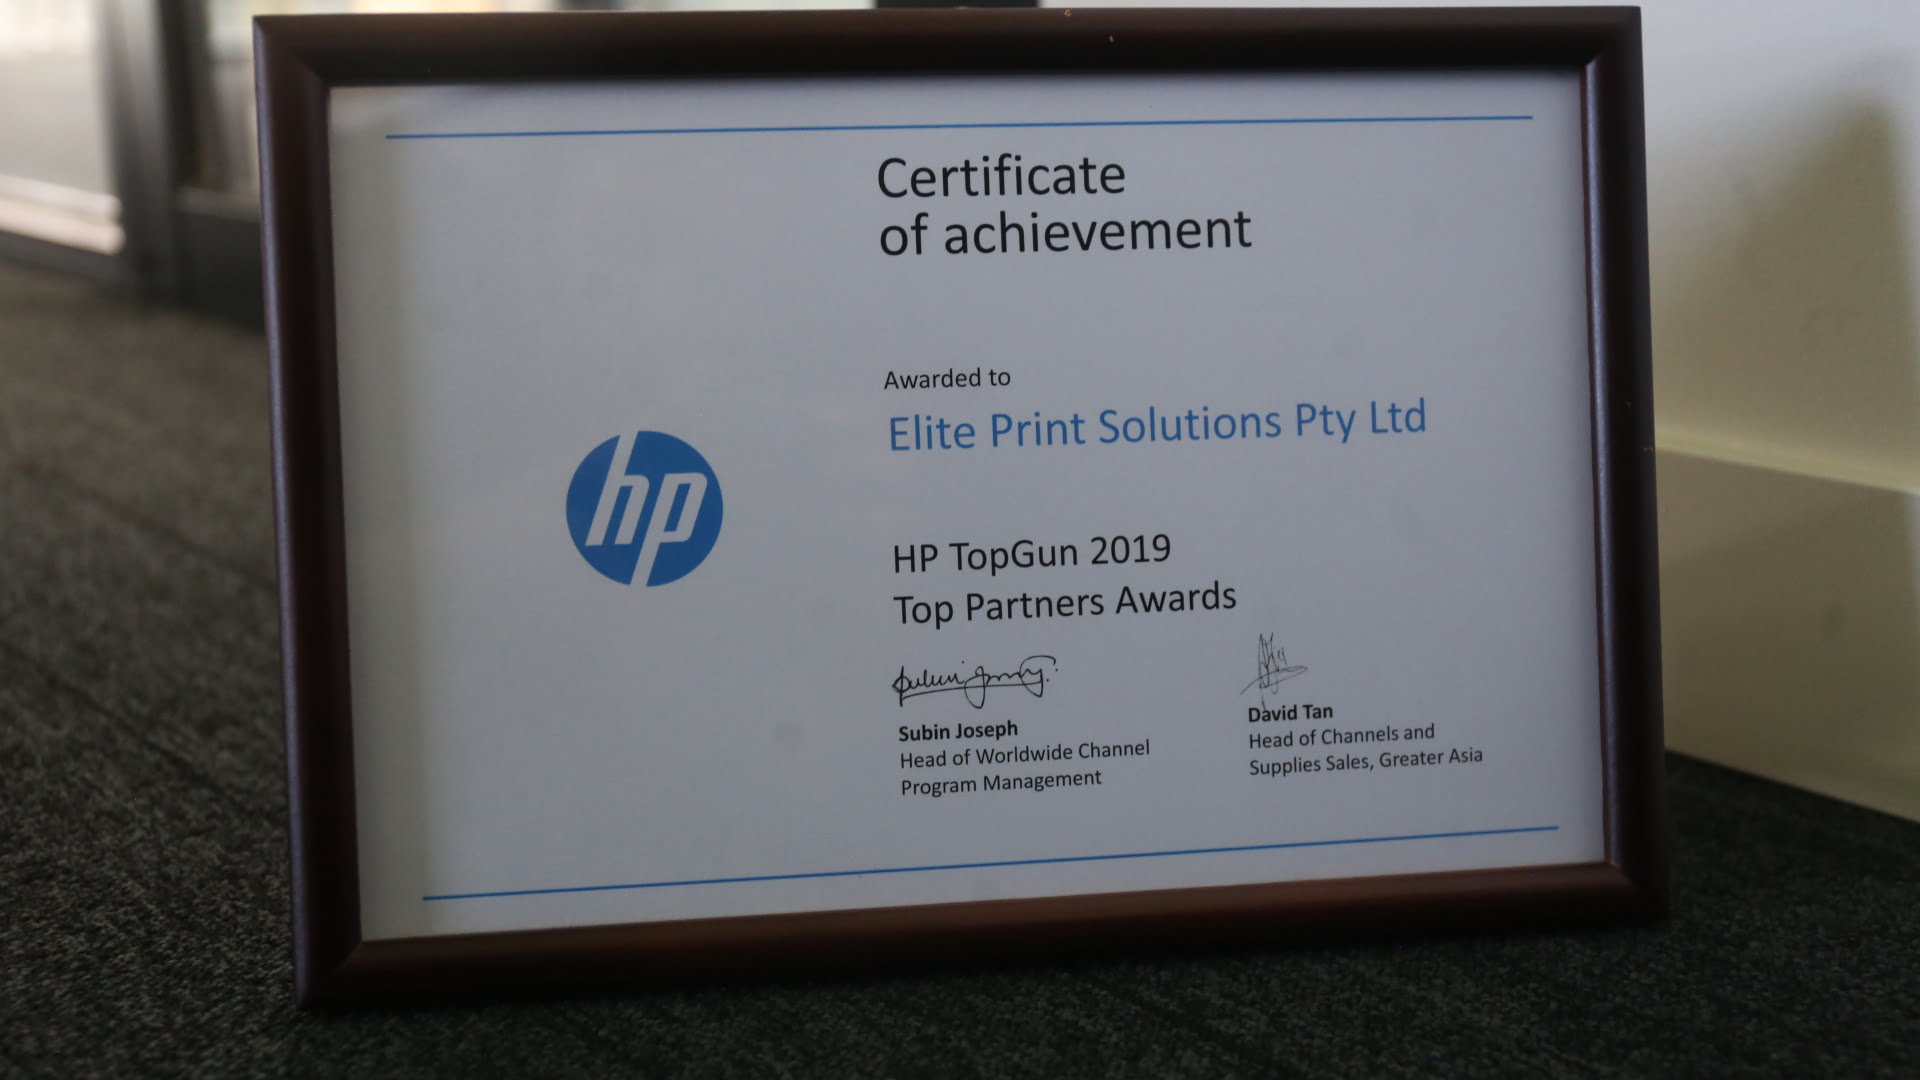 Certificate
of achievement
Awarded to
Elite Print Solutions Pty Ltd
hp
HP TopGun 2019
Top Partners Awards
Subin Joseph
Head of Worldwide Channel
Program Management
David Tan
Head of Channels and
Supplies Sales, Greater Asia